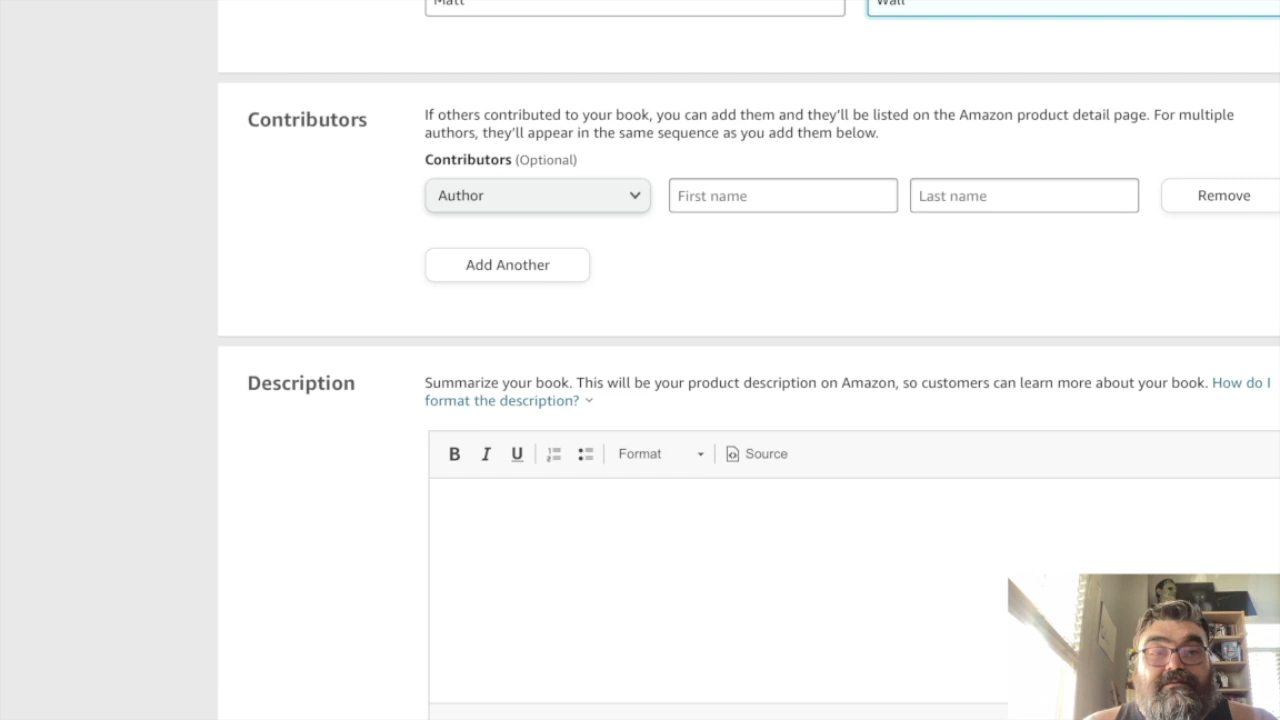 Matt Wall
Contributors
If others contributed to your book, you can add them and they'll be listed on the Amazon product detail page. For multiple
authors, they'll appear in the same sequence as you add them below.
Contributors (Optional)
Author First name Last name Remove
Add Another
Description
Summarize your book. This will be your product description on Amazon, so customers can learn more about your book. How do I
format the description?
B I U Format Source